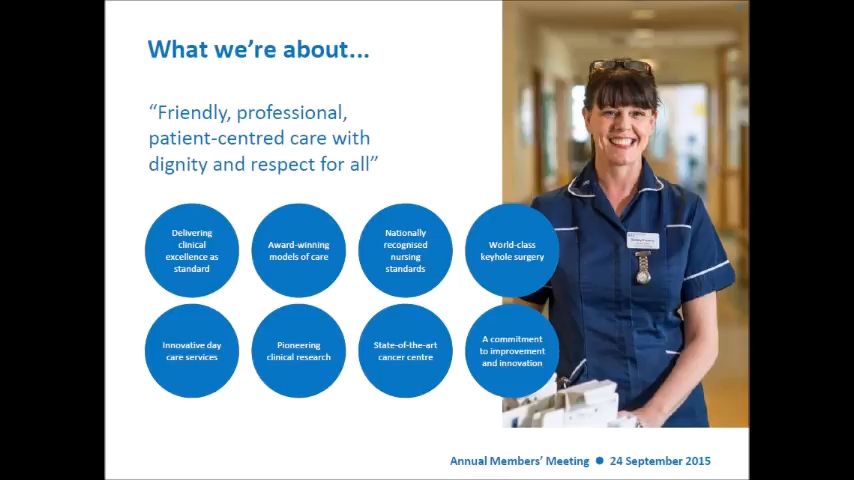 What we're about...
“Friendly, professional,
patient-centred care with
dignity and respect for all”
Delivering
clinical
excellence as
standard
Award-winning
models of care
Nationally
recognised
nursing
standards
World-class
keyhole surgery
Innovative day
care services
Pioneering
clinical research
State-of-the-art
cancer centre
A commitment
to improvement
and innovation
Annual Members’ Meeting ● 24 September 2015